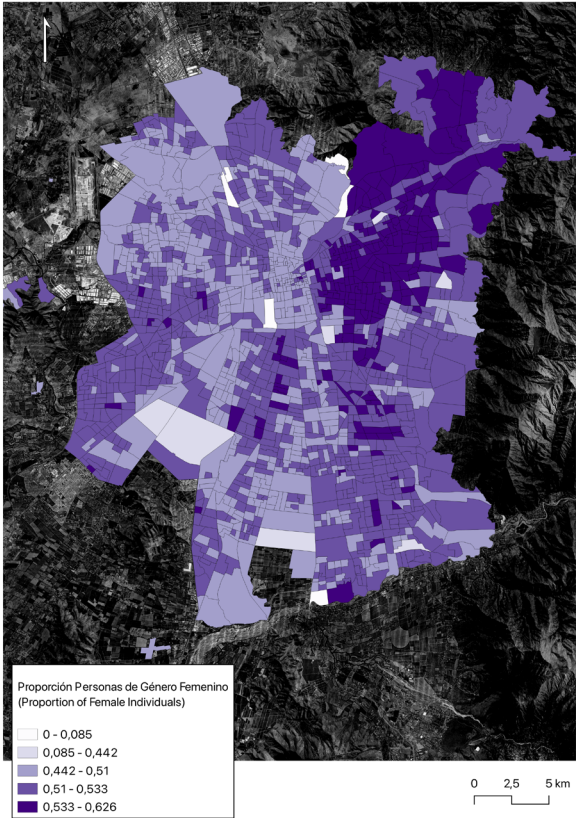 Proporción Personas de Género Femenino
(Proportion of Female Individuals)
0 - 0,085
0,085 - 0,442
0,442 - 0,51
0,51 - 0,533
0,533 - 0,626
0 2,5 5 km